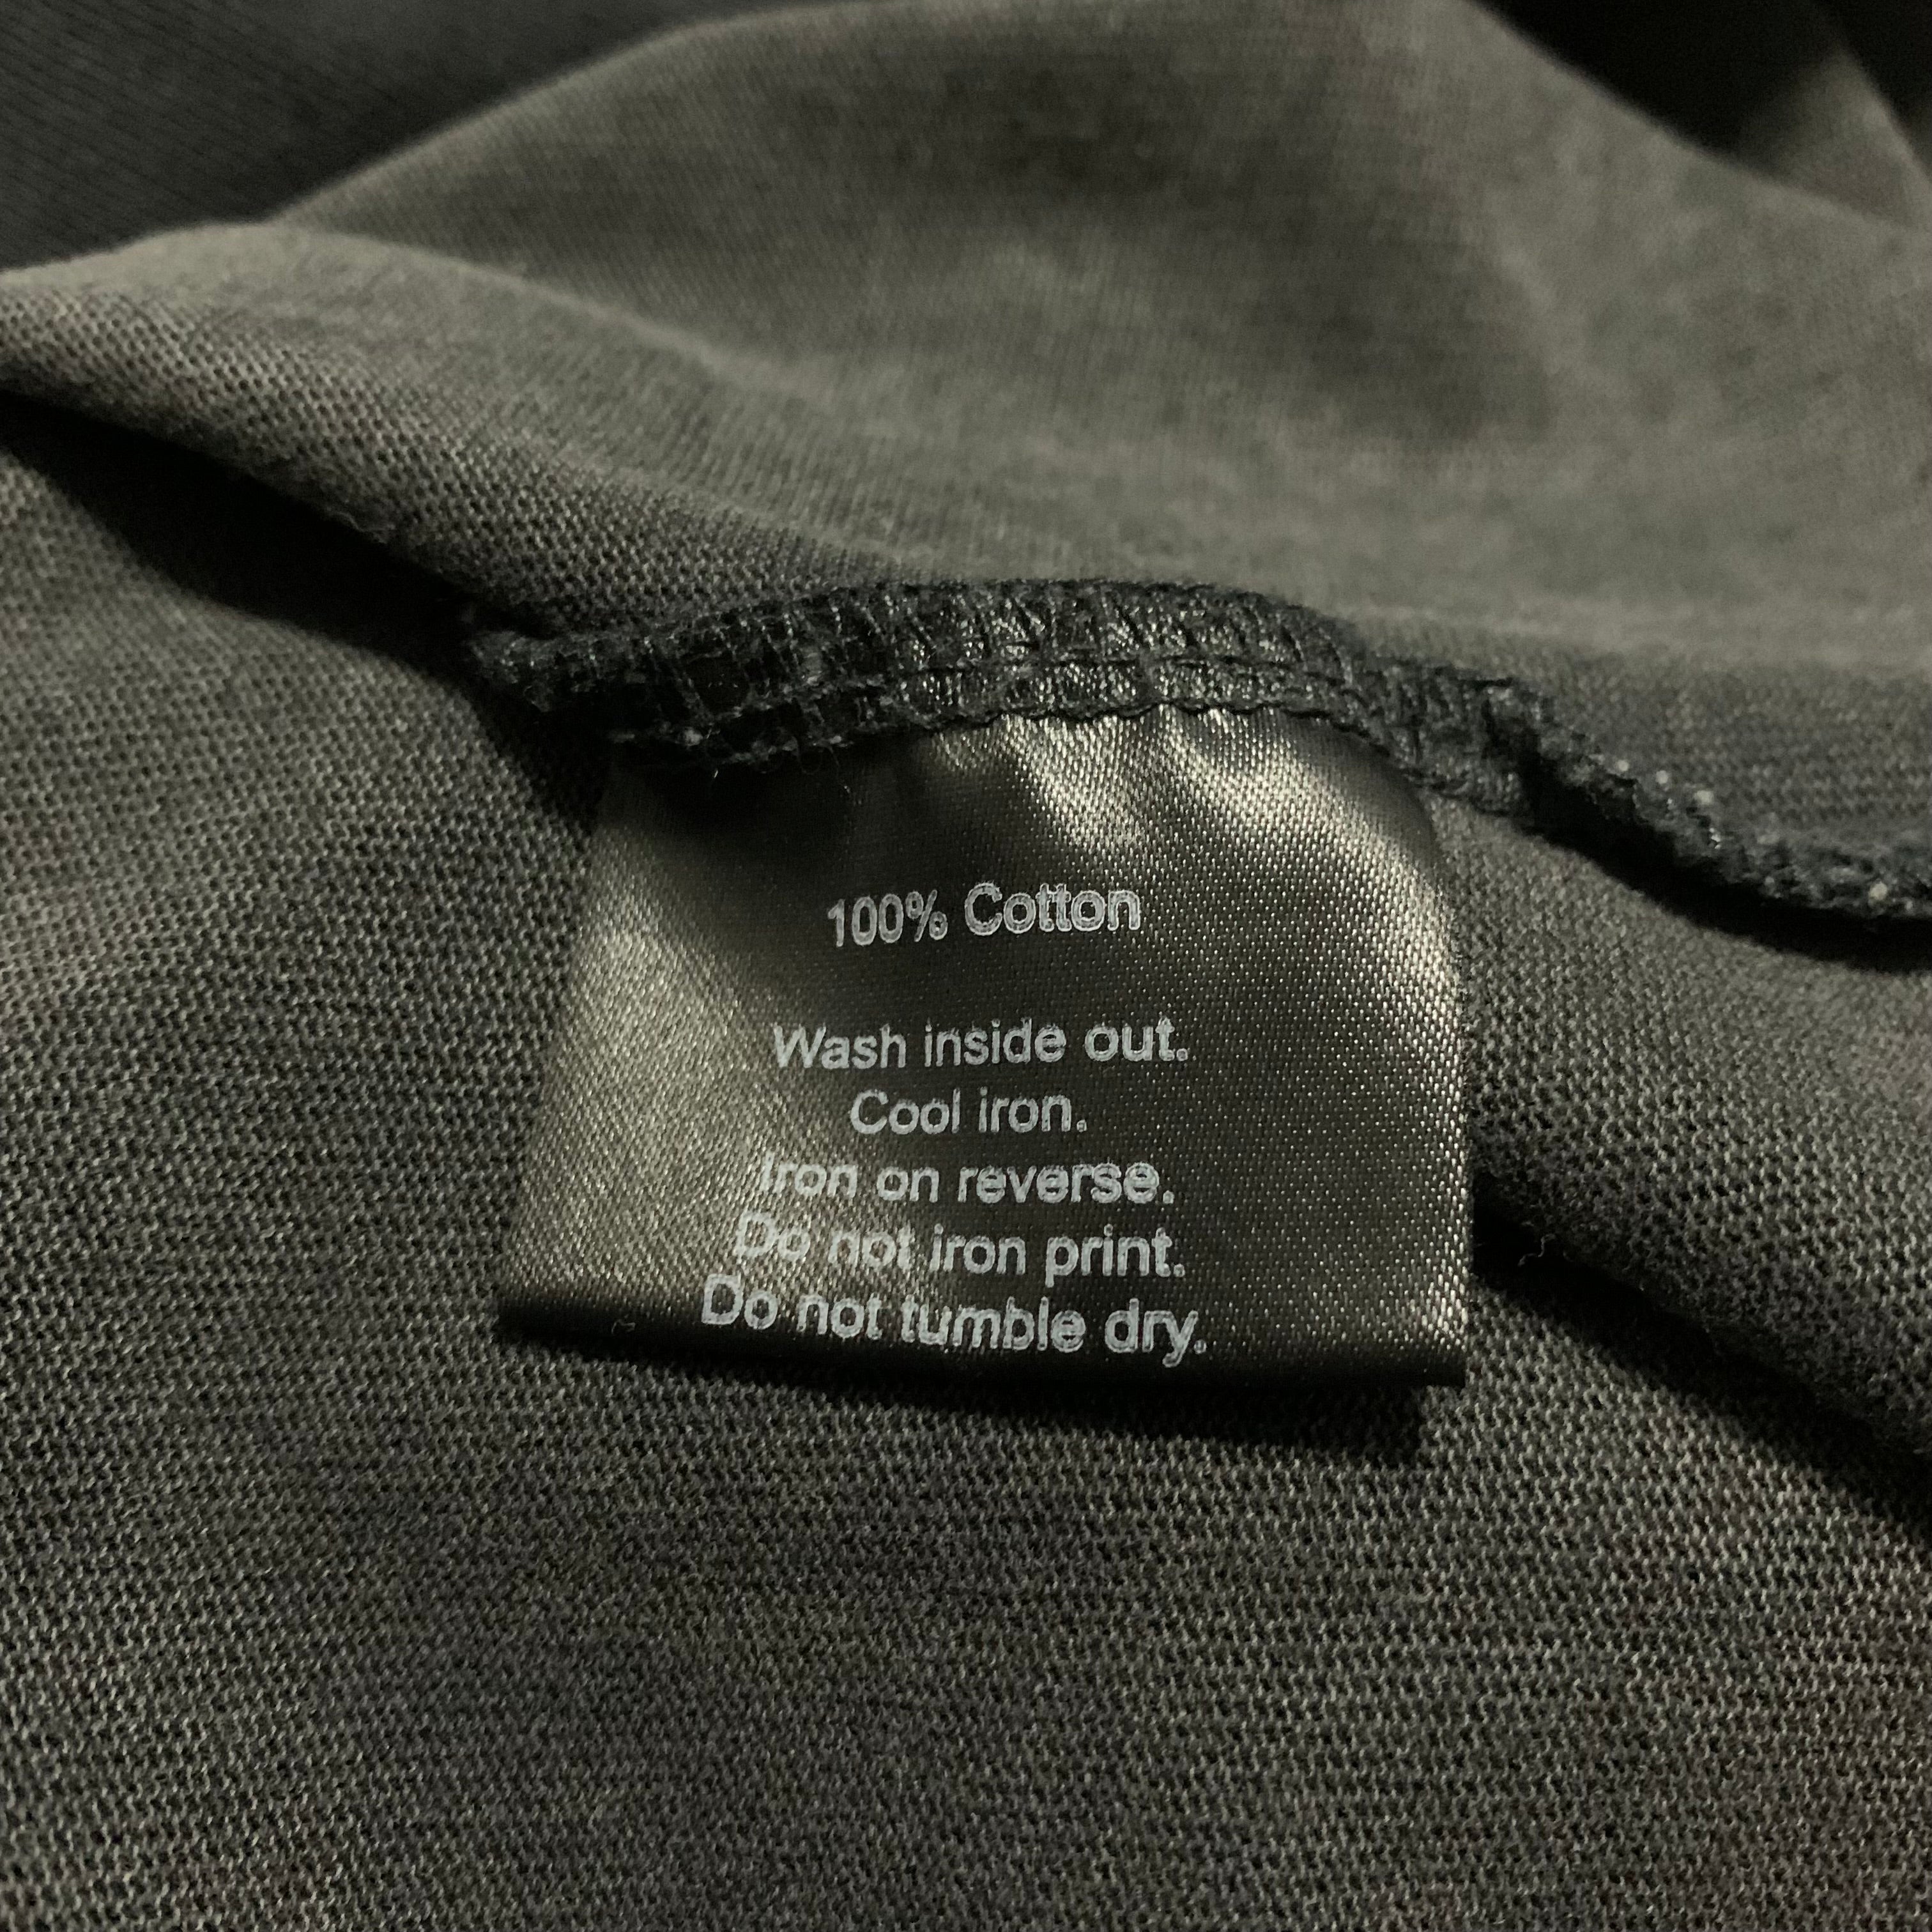 100% Cotton
Wash inside out.
Cool iron.
Iron on reverse.
Do not iron print.
Do not tumble dry.